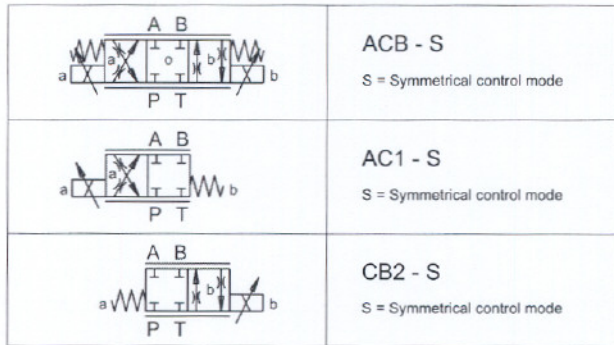 A B
a a o b b
P T
ACB - S
S = Symmetrical control mode
A B
a a b
P T
AC1 - S
S = Symmetrical control mode
A B
a b b
P T
CB2 - S
S = Symmetrical control mode